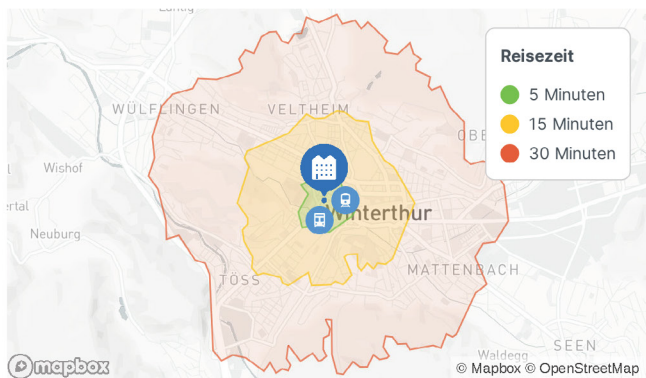 Reisezeit
5 Minuten
15 Minuten
30 Minuten
WÜLFLINGEN
VELTHEIM
Wishof
Neuburg
Winterthur
TÖSS
MATTENBACH
SEEN
Waldegg
mapbox
© Mapbox © OpenStreetMap